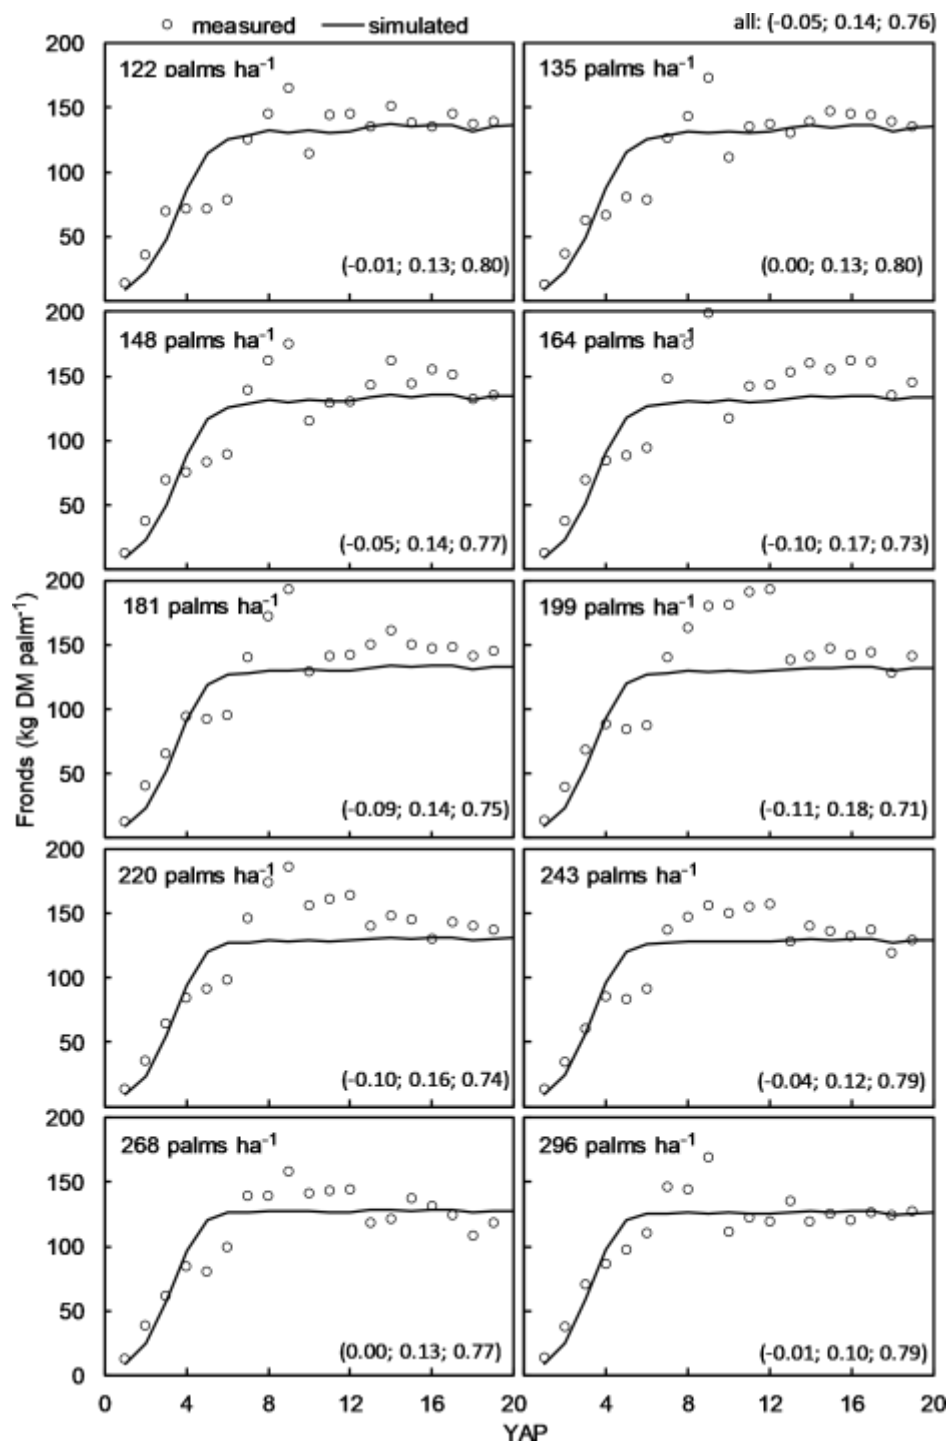 measured simulated all: (-0.05; 0.14; 0.76)
200
122 palms ha-1 135 palms ha-1
150
100
50
(-0.01; 0.13; 0.80) (0.00; 0.13; 0.80)
200
148 palms ha-1 164 palms ha-1
150
100
50
(-0.05; 0.14; 0.77) (-0.10; 0.17; 0.73)
200
181 palms ha-1 199 palms ha-1
150
100
50
(-0.09; 0.14; 0.75) (-0.11; 0.18; 0.71)
Fronds (kg DM palm-1)
200
220 palms ha-1 243 palms ha-1
150
100
50
(-0.10; 0.16; 0.74) (-0.04; 0.12; 0.79)
200
268 palms ha-1 296 palms ha-1
150
100
50
(0.00; 0.13; 0.77) (-0.01; 0.10; 0.79)
0
0 4 8 12 16 20 4 8 12 16 20
YAP